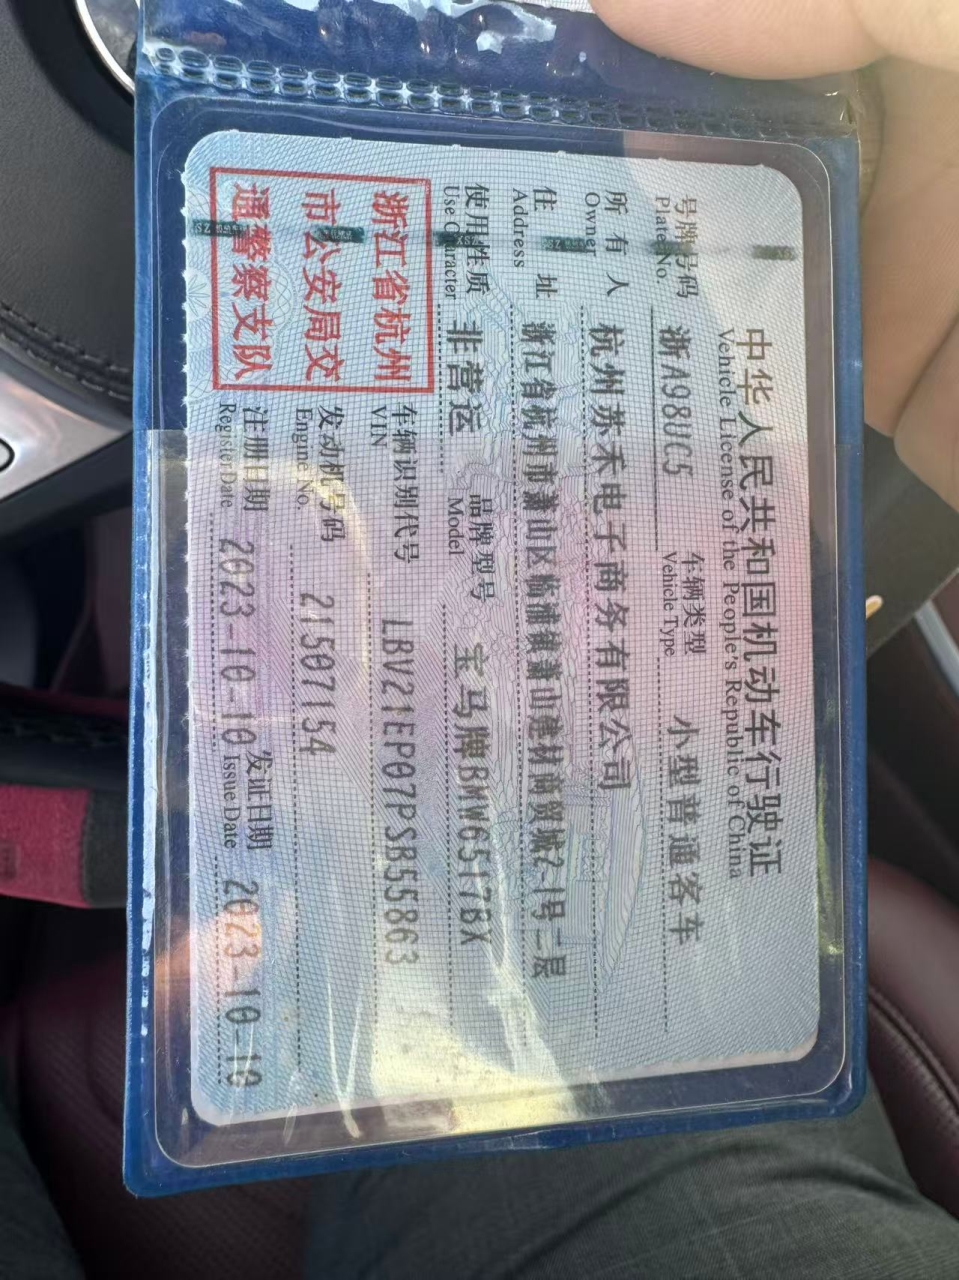 中华人民共和国机动车行驶证
Vehicle License of the People's Republic of China
号牌号码 浙A98UC5 车辆类型 小型普通客车
Plate No. Vehicle Type
所有人 杭州苏禾电子商务有限公司
Owner
住址 浙江省杭州市萧山区临浦镇萧山建材商贸城2-1号二层
Address
使用性质 非营运 品牌型号 宝马牌BMW6517BX
Use Character Model
浙江省杭州
市公安局交
通警察支队
车辆识别代号 LBV21EP07PSB55863
VIN
发动机号码 21507154
Engine No.
注册日期 2023-10-10 发证日期 2023-10-10
Register Date Issue Date